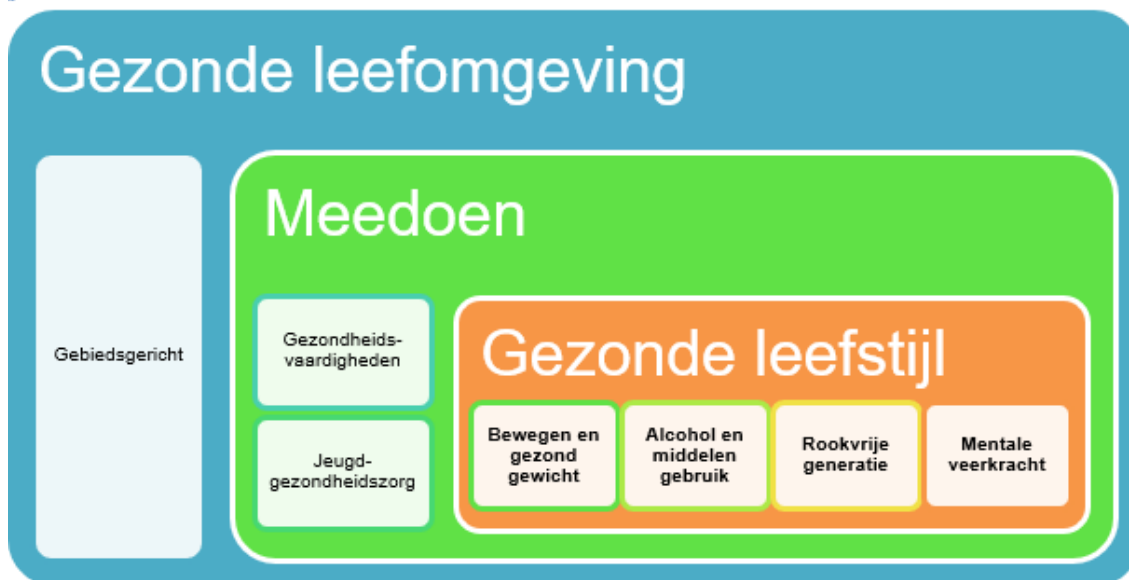 Gezonde leefomgeving
Meedoen
Gebiedsgericht
Gezondheids-
vaardigheden
Jeugd-
gezondheidszorg
Gezonde leefstijl
Bewegen en
gezond
gewicht
Alcohol en
middelen
gebruik
Rookvrije
generatie
Mentale
veerkracht